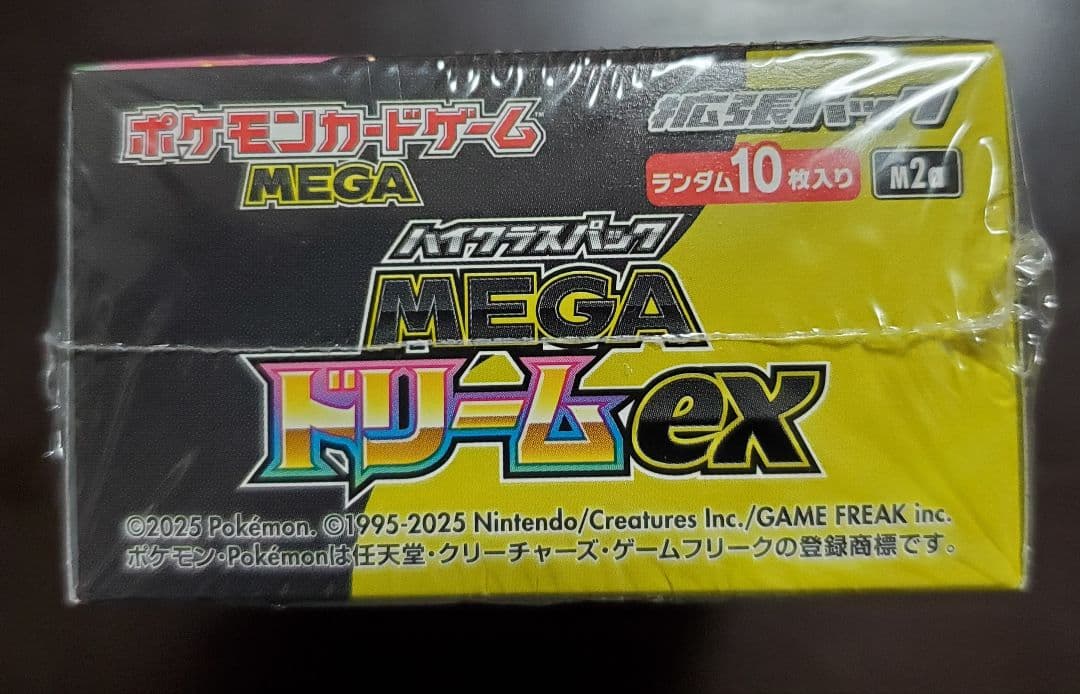 ポケモンカードゲーム™
MEGA
拡張パック
ランダム10枚入り M2a
ハイクラスパック
MEGA
ドリームex
©2025 Pokémon. ©1995-2025 Nintendo/Creatures Inc./GAME FREAK inc.
ポケモン・Pokémonは任天堂・クリーチャーズ・ゲームフリークの登録商標です。